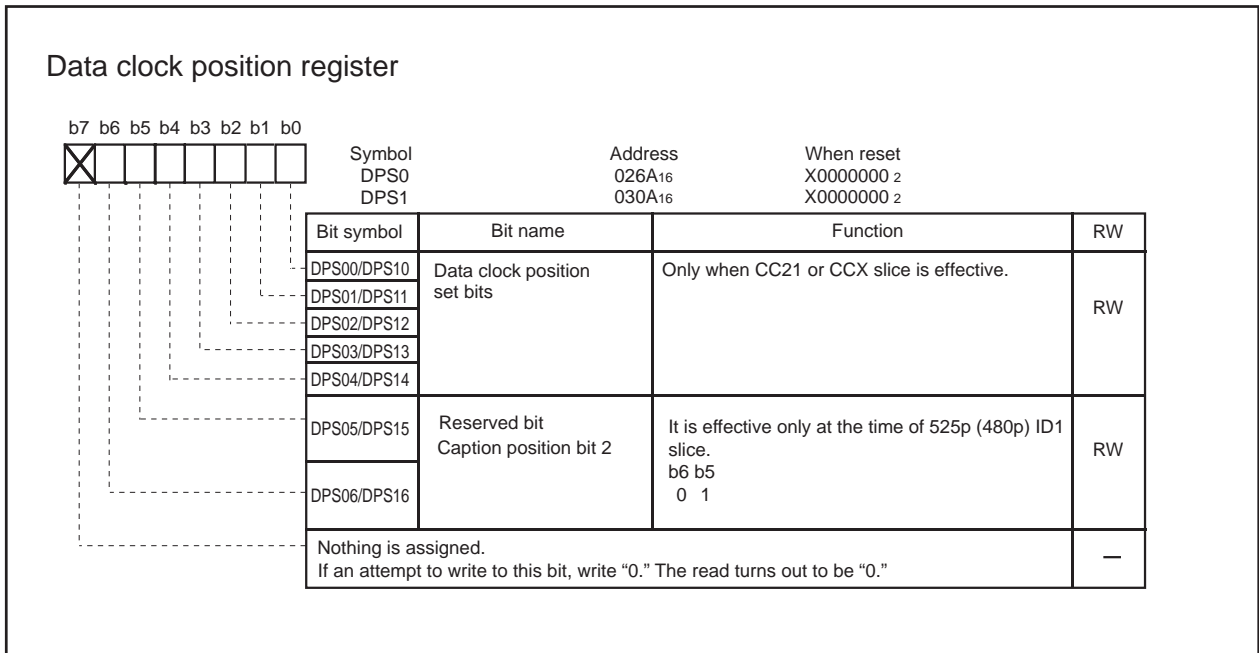 Data clock position register
b7 b6 b5 b4 b3 b2 b1 b0
Symbol Address When reset
DPS0 026A16 X0000000 2
DPS1 030A16 X0000000 2
Bit symbol Bit name Function RW
DPS00/DPS10 Data clock position set bits Only when CC21 or CCX slice is effective. RW
DPS01/DPS11
DPS02/DPS12
DPS03/DPS13
DPS04/DPS14
DPS05/DPS15 Reserved bit
Caption position bit 2
It is effective only at the time of 525p (480p) ID1
slice.
b6 b5
0 1
RW
DPS06/DPS16
Nothing is assigned.
If an attempt to write to this bit, write “0.” The read turns out to be “0.”
—